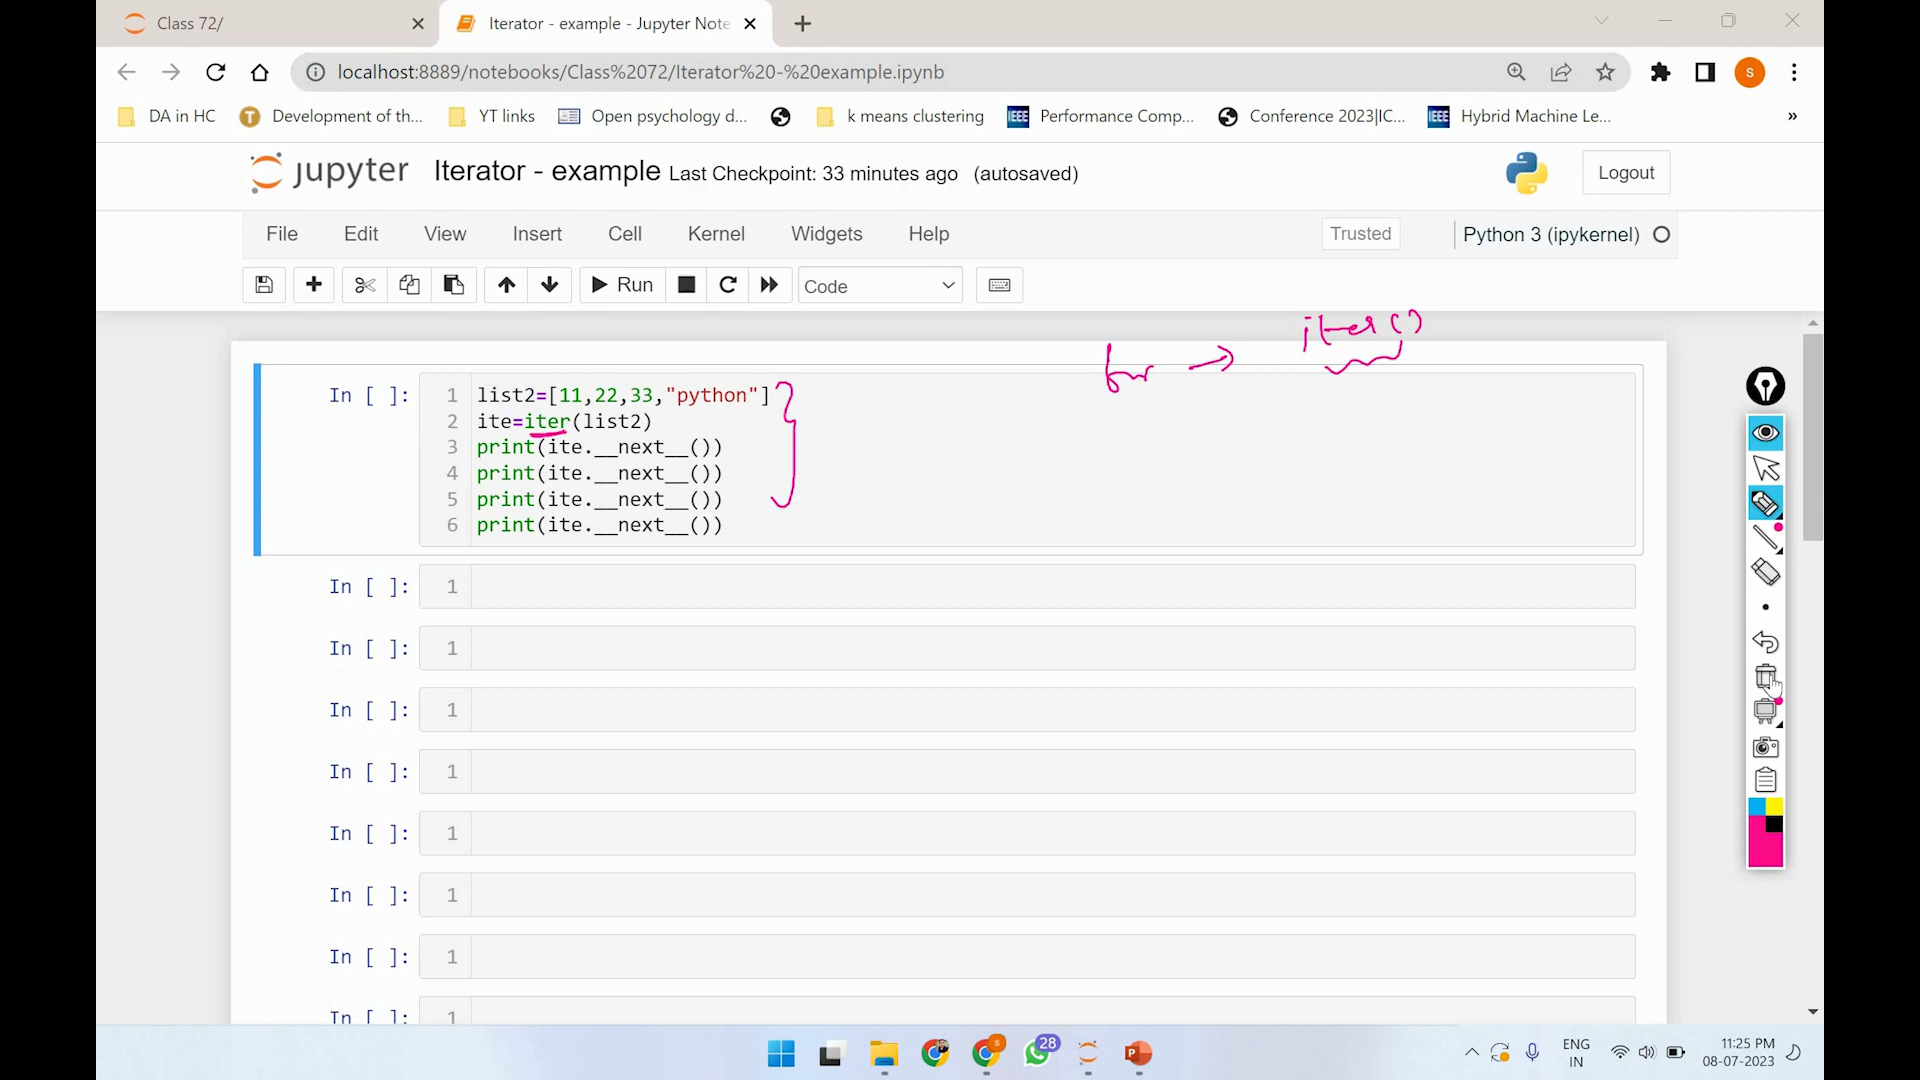 Class 72/
Iterator - example - Jupyter Note
localhost:8889/notebooks/Class%2072/Iterator%20-%20example.ipynb
s
DA in HC
T
Development of th...
YT links
Open psychology d...
k means clustering
IEEE
Performance Comp...
Conference 2023|IC...
IEEE
Hybrid Machine Le...
»
jupyter
Iterator - example
Last Checkpoint: 33 minutes ago
(autosaved)
Logout
File
Edit
View
Insert
Cell
Kernel
Widgets
Help
Trusted
Python 3 (ipykernel)
Run
Code
for → iter()
In [ ]:
1 list2=[11,22,33,"python"]
2 ite=iter(list2)
3 print(ite.__next__())
4 print(ite.__next__())
5 print(ite.__next__())
6 print(ite.__next__())
In [ ]: 1
In [ ]: 1
In [ ]: 1
In [ ]: 1
In [ ]: 1
In [ ]: 1
In [ ]: 1
In [ ]: 1
s
28
P
ENG
IN
11:25 PM
08-07-2023